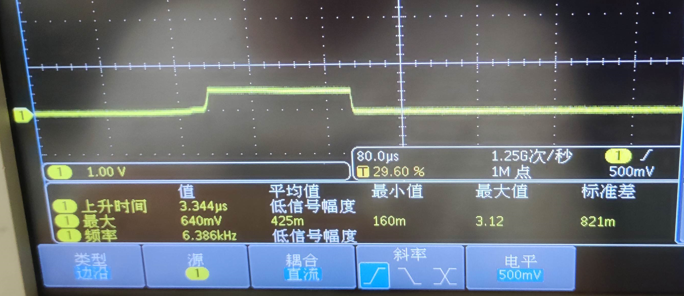 1
80.0µs 1.25G次/秒 1 500mV
1 1.00 V T 29.60 % 1M 点
值 平均值 最小值 最大值 标准差
1 上升时间 3.344µs 低信号幅度
1 最大 640mV 425m 160m 3.12 821m
1 频率 6.386kHz 低信号幅度
类型 源 耦合 斜率 电平
边沿 1 直流 500mV